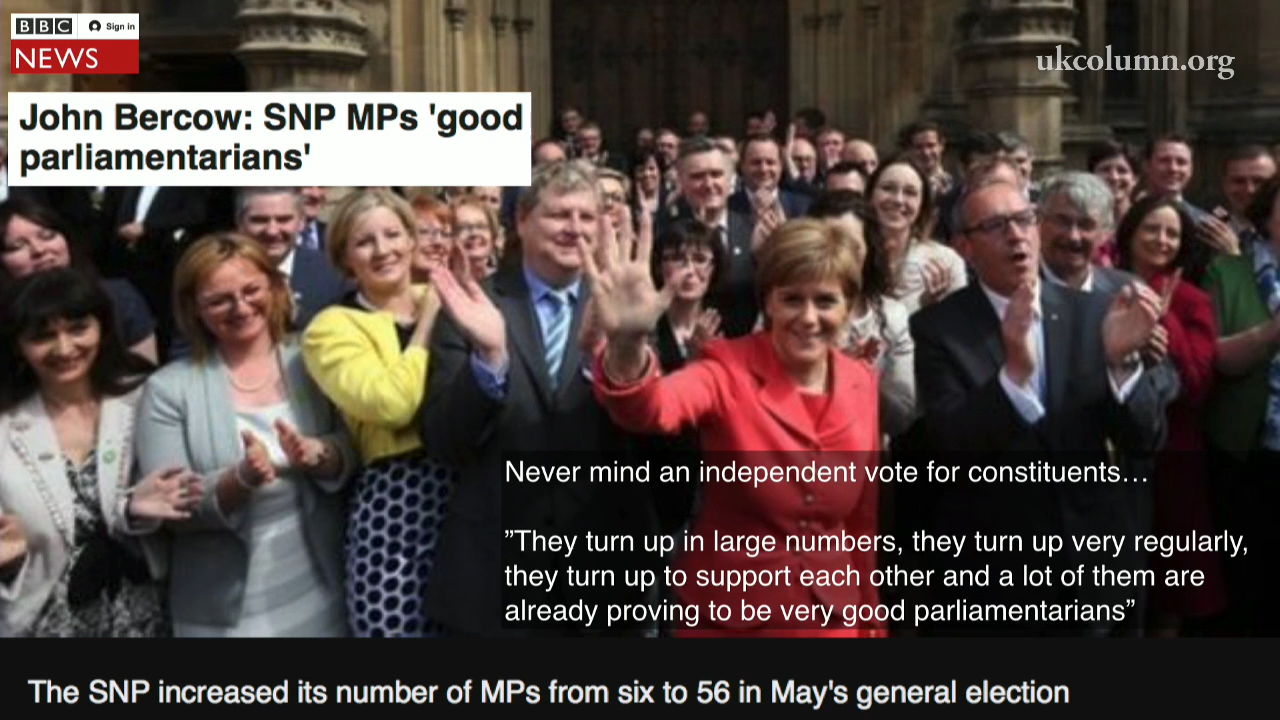 BBC Sign in
NEWS
ukcolumn.org
John Bercow: SNP MPs 'good
parliamentarians'
Never mind an independent vote for constituents…
”They turn up in large numbers, they turn up very regularly,
they turn up to support each other and a lot of them are
already proving to be very good parliamentarians”
The SNP increased its number of MPs from six to 56 in May's general election